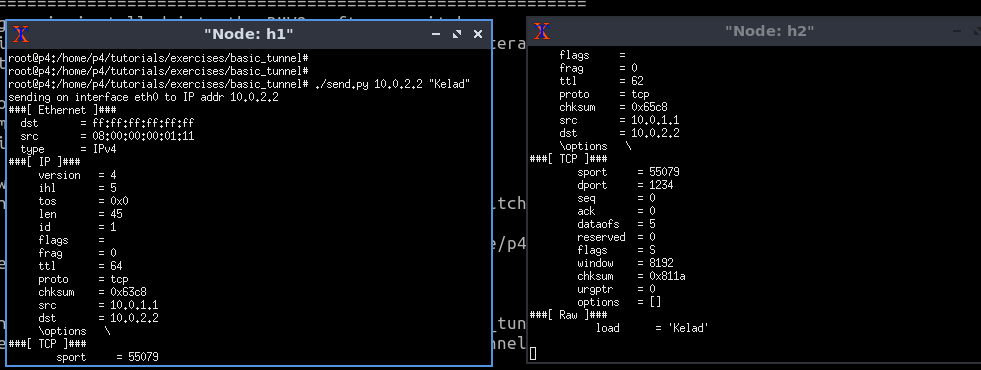 "Node: h1"
root@p4:/home/p4/tutorials/exercises/basic_tunnel#
root@p4:/home/p4/tutorials/exercises/basic_tunnel#
root@p4:/home/p4/tutorials/exercises/basic_tunnel# ./send.py 10.0.2.2 "Kelad"
sending on interface eth0 to IP addr 10.0.2.2
###[ Ethernet ]###
dst = ff:ff:ff:ff:ff:ff
src = 08:00:00:00:01:11
type = IPv4
###[ IP ]###
version = 4
ihl = 5
tos = 0x0
len = 45
id = 1
flags =
frag = 0
ttl = 64
proto = tcp
chksum = 0x63c8
src = 10.0.1.1
dst = 10.0.2.2
\options \
###[ TCP ]###
sport = 55079
"Node: h2"
flags =
frag = 0
ttl = 62
proto = tcp
chksum = 0x65c8
src = 10.0.1.1
dst = 10.0.2.2
\options \
###[ TCP ]###
sport = 55079
dport = 1234
seq = 0
ack = 0
dataofs = 5
reserved = 0
flags = S
window = 8192
chksum = 0x811a
urgptr = 0
options = []
###[ Raw ]###
load = 'Kelad'